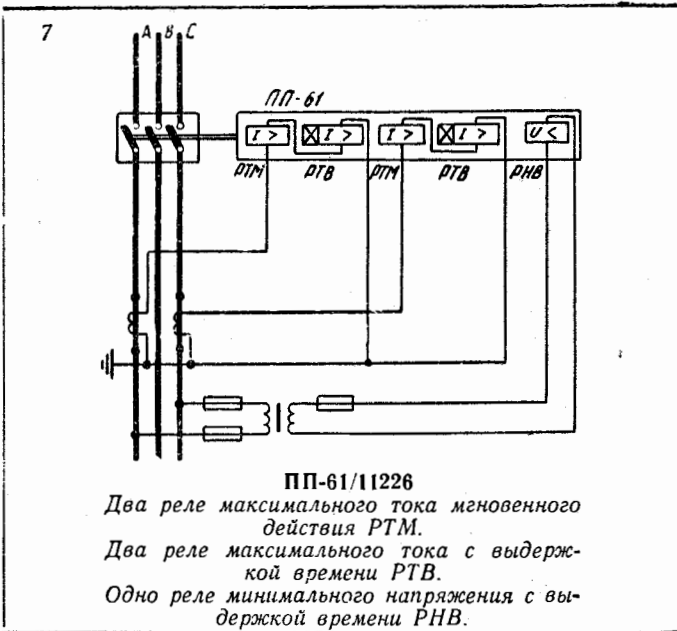 7
А В С
ПП-61
I > I > I > I > U <
РТМ РТВ РТМ РТВ РНВ
ПП-61/11226
Два реле максимального тока мгновенного
действия РТМ.
Два реле максимального тока с выдерж-
кой времени РТВ.
Одно реле минимального напряжения с вы-
держкой времени РНВ.